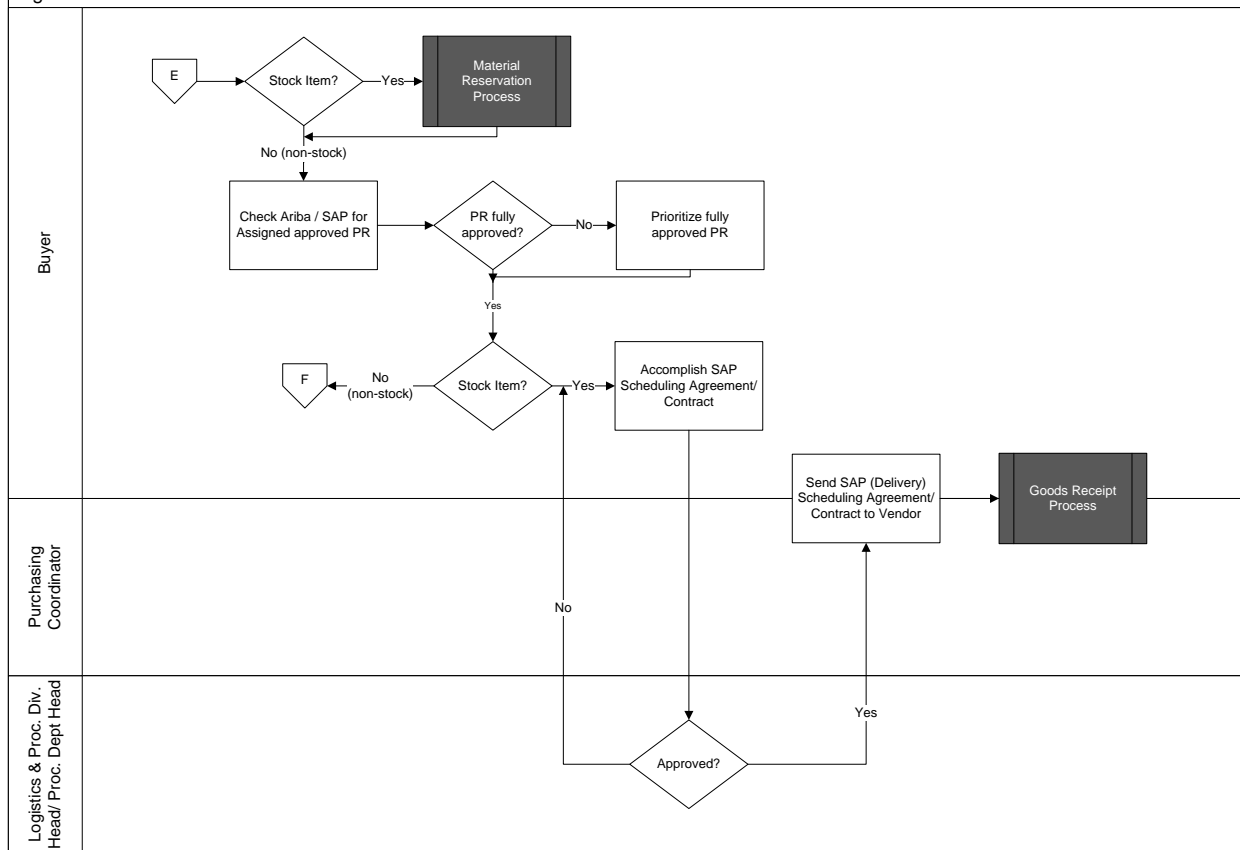 E
Stock Item?
Yes
Material
Reservation
Process
No (non-stock)
Check Ariba / SAP for
Assigned approved PR
PR fully
approved?
No
Prioritize fully
approved PR
Yes
F
No
(non-stock)
Stock Item?
Yes
Accomplish SAP
Scheduling Agreement/
Contract
Buyer
Send SAP (Delivery)
Scheduling Agreement/
Contract to Vendor
Goods Receipt
Process
Purchasing
Coordinator
No
Logistics & Proc. Div.
Head/ Proc. Dept Head
Approved?
Yes